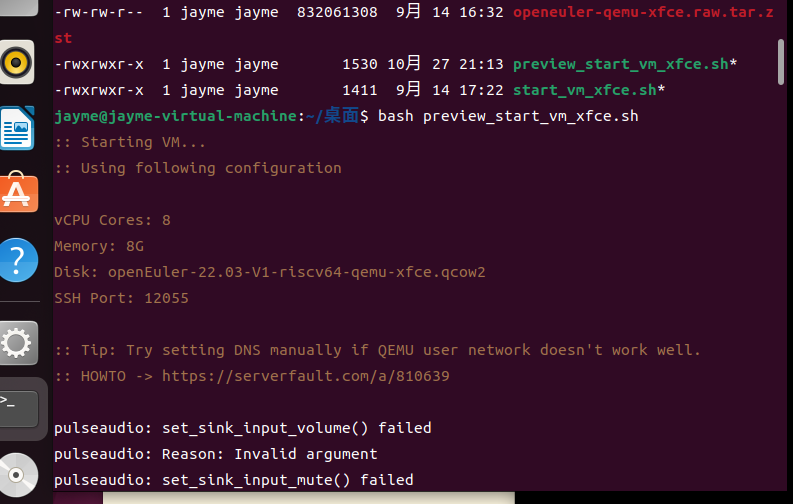 -rw-rw-r--  1 jayme jayme  832061308  9月 14 16:32 openeuler-qemu-xfce.raw.tar.z
st
-rwxrwxr-x  1 jayme jayme       1530 10月 27 21:13 preview_start_vm_xfce.sh*
-rwxrwxr-x  1 jayme jayme       1411  9月 14 17:22 start_vm_xfce.sh*
jayme@jayme-virtual-machine:~/桌面$ bash preview_start_vm_xfce.sh
:: Starting VM...
:: Using following configuration
vCPU Cores: 8
Memory: 8G
Disk: openEuler-22.03-V1-riscv64-qemu-xfce.qcow2
SSH Port: 12055
:: Tip: Try setting DNS manually if QEMU user network doesn't work well.
:: HOWTO -> https://serverfault.com/a/810639
pulseaudio: set_sink_input_volume() failed
pulseaudio: Reason: Invalid argument
pulseaudio: set_sink_input_mute() failed